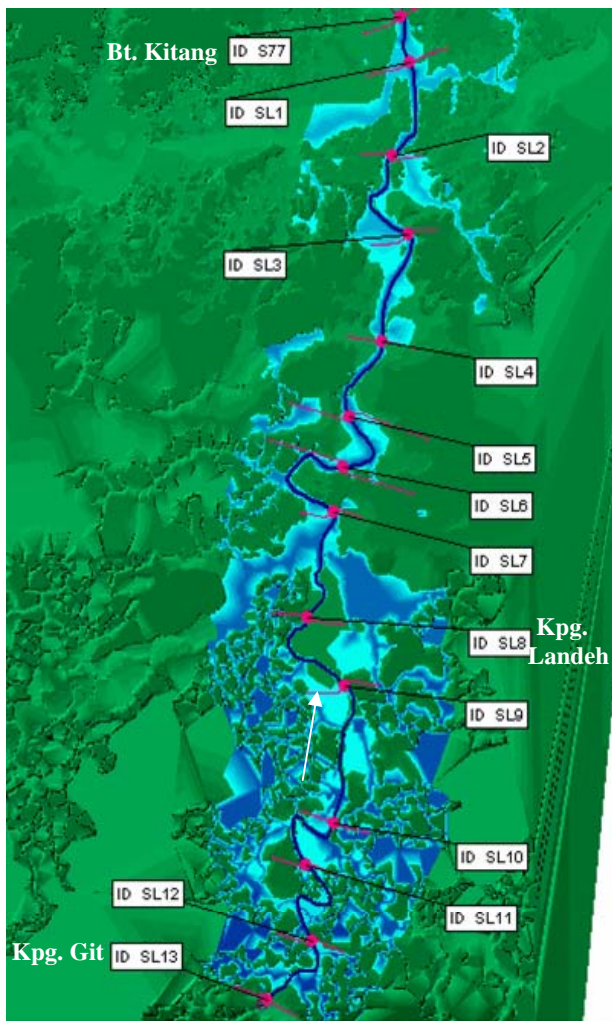 Bt. Kitang
ID S77
ID SL1
ID SL2
ID SL3
ID SL4
ID SL5
ID SL6
ID SL7
ID SL8
Kpg.
Landeh
ID SL9
ID SL10
ID SL11
ID SL12
Kpg. Git
ID SL13